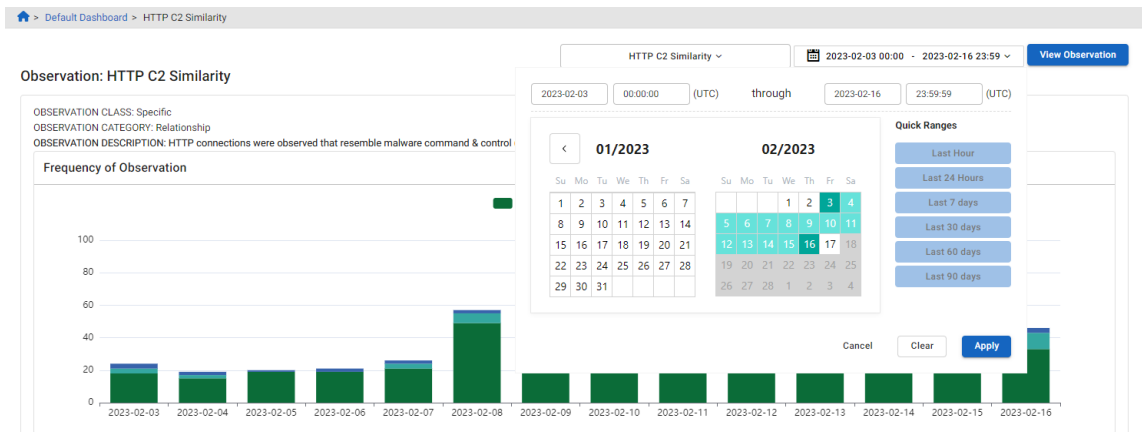 > Default Dashboard > HTTP C2 Similarity
HTTP C2 Similarity
2023-02-03 00:00 - 2023-02-16 23:59
View Observation
Observation: HTTP C2 Similarity
2023-02-03 00:00:00 (UTC) through 2023-02-16 23:59:59 (UTC)
OBSERVATION CLASS: Specific
OBSERVATION CATEGORY: Relationship
OBSERVATION DESCRIPTION: HTTP connections were observed that resemble malware command & control
Frequency of Observation
01/2023
Su Mo Tu We Th Fr Sa
1 2 3 4 5 6 7
8 9 10 11 12 13 14
15 16 17 18 19 20 21
22 23 24 25 26 27 28
29 30 31
02/2023
Su Mo Tu We Th Fr Sa
1 2 3 4
5 6 7 8 9 10 11
12 13 14 15 16 17 18
19 20 21 22 23 24 25
26 27 28 1 2 3 4
Quick Ranges
Last Hour
Last 24 Hours
Last 7 days
Last 30 days
Last 60 days
Last 90 days
Cancel
Clear
Apply
100
80
60
40
20
0
2023-02-03 2023-02-04 2023-02-05 2023-02-06 2023-02-07 2023-02-08 2023-02-09 2023-02-10 2023-02-11 2023-02-12 2023-02-13 2023-02-14 2023-02-15 2023-02-16